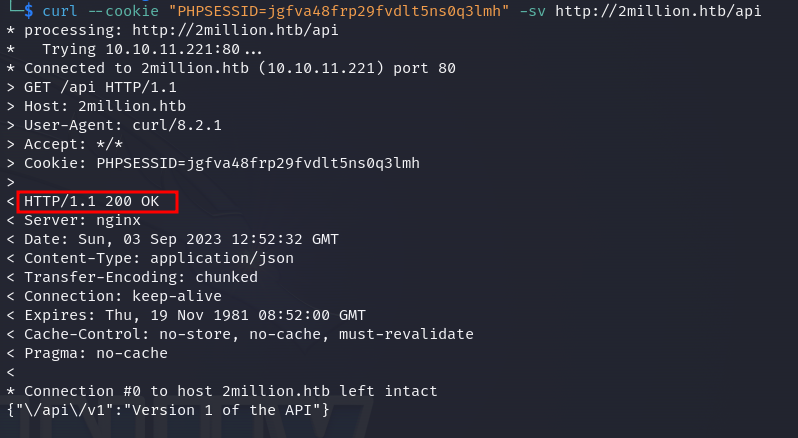 └─$ curl --cookie "PHPSESSID=jgfva48frp29fvdlt5ns0q3lmh" -sv http://2million.htb/api
* processing: http://2million.htb/api
*   Trying 10.10.11.221:80...
* Connected to 2million.htb (10.10.11.221) port 80
> GET /api HTTP/1.1
> Host: 2million.htb
> User-Agent: curl/8.2.1
> Accept: */*
> Cookie: PHPSESSID=jgfva48frp29fvdlt5ns0q3lmh
>
< HTTP/1.1 200 OK
< Server: nginx
< Date: Sun, 03 Sep 2023 12:52:32 GMT
< Content-Type: application/json
< Transfer-Encoding: chunked
< Connection: keep-alive
< Expires: Thu, 19 Nov 1981 08:52:00 GMT
< Cache-Control: no-store, no-cache, must-revalidate
< Pragma: no-cache
<
* Connection #0 to host 2million.htb left intact
{"\/api\/v1":"Version 1 of the API"}